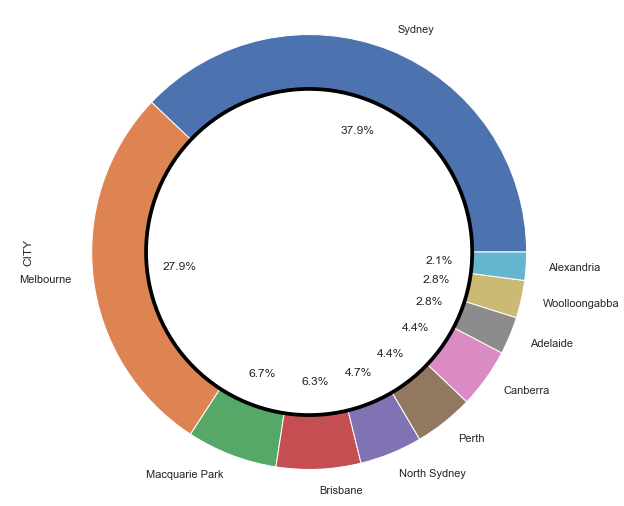 Sydney
37.9%
CITY
Melbourne
27.9%
2.1%
Alexandria
2.8%
Woolloongabba
2.8%
Adelaide
4.4%
Canberra
4.4%
Perth
4.7%
North Sydney
6.3%
Brisbane
6.7%
Macquarie Park